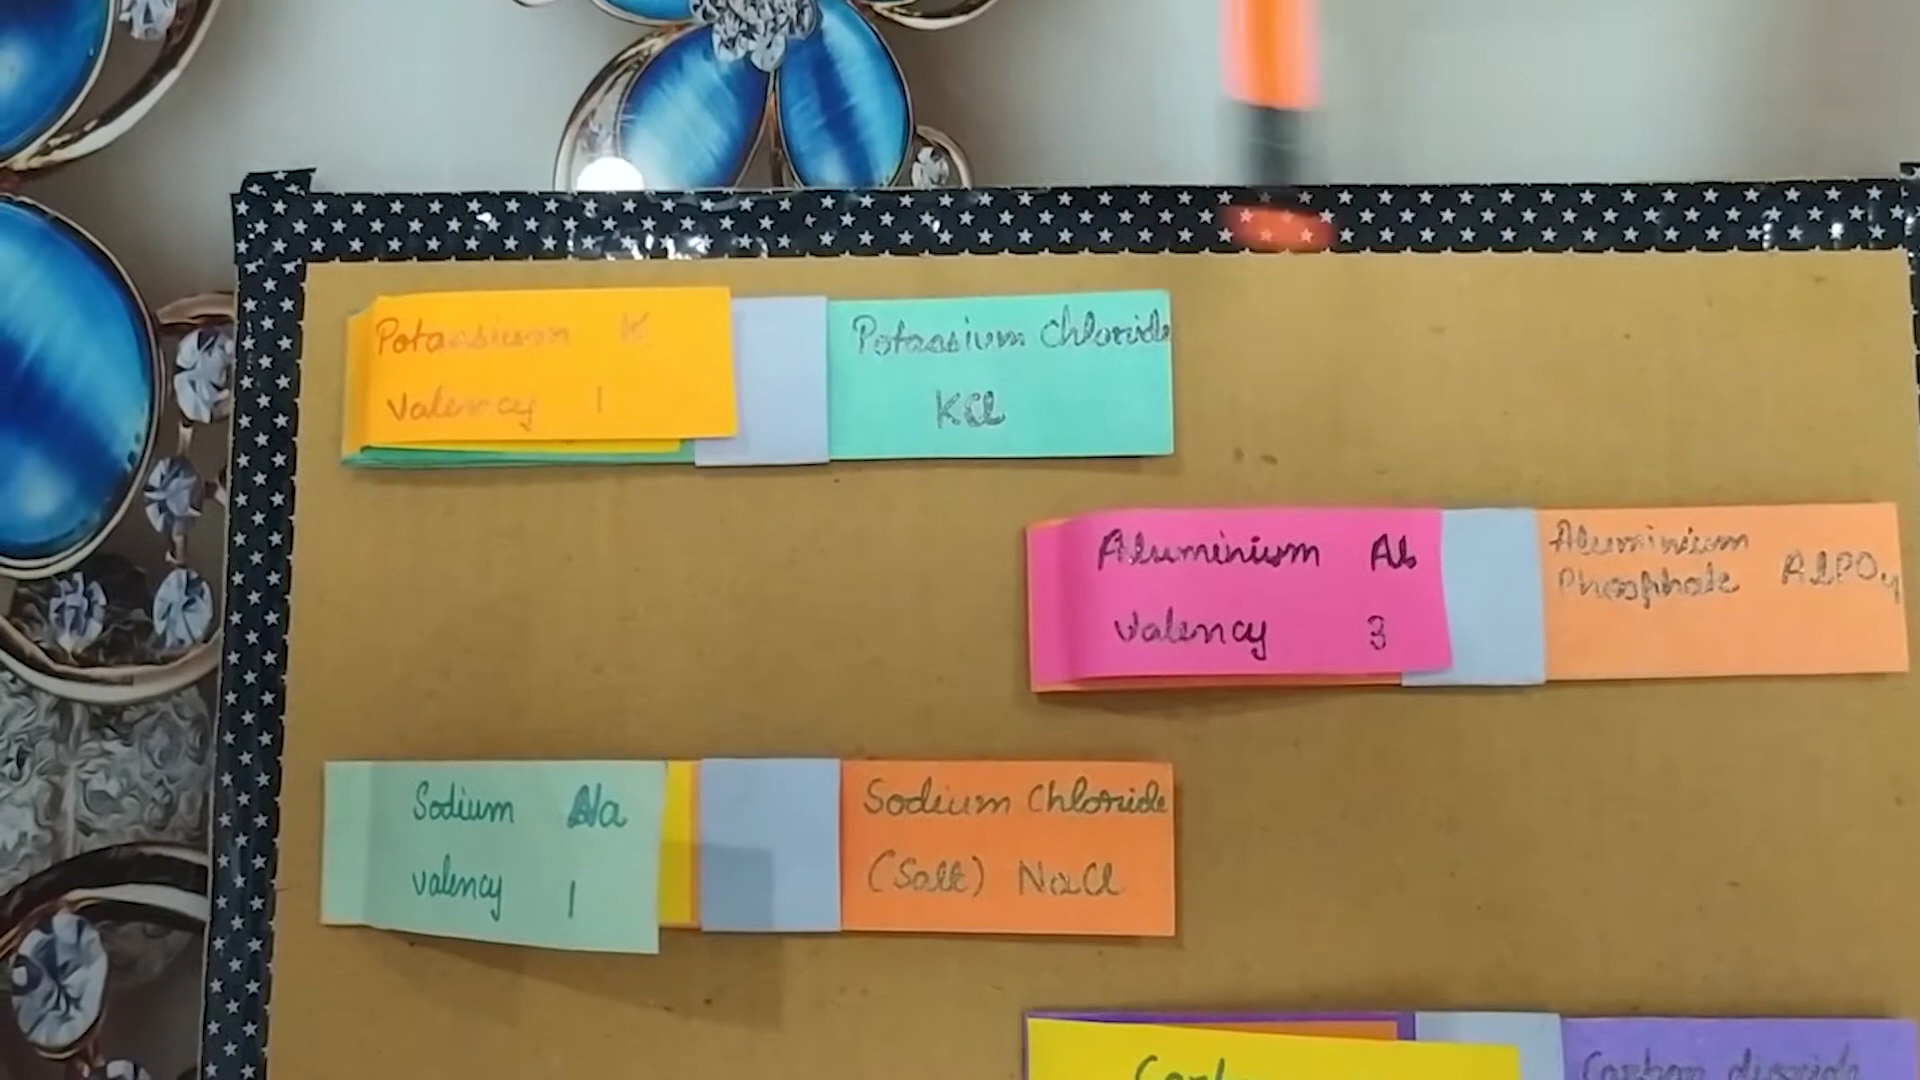 Potassium K
Valency 1
Potassium Chloride
KCl
Aluminium Al
Valency 3
Aluminium
Phosphate AlPO4
Sodium Na
Valency 1
Sodium Chloride
(Salt) NaCl
Carbon dioxide